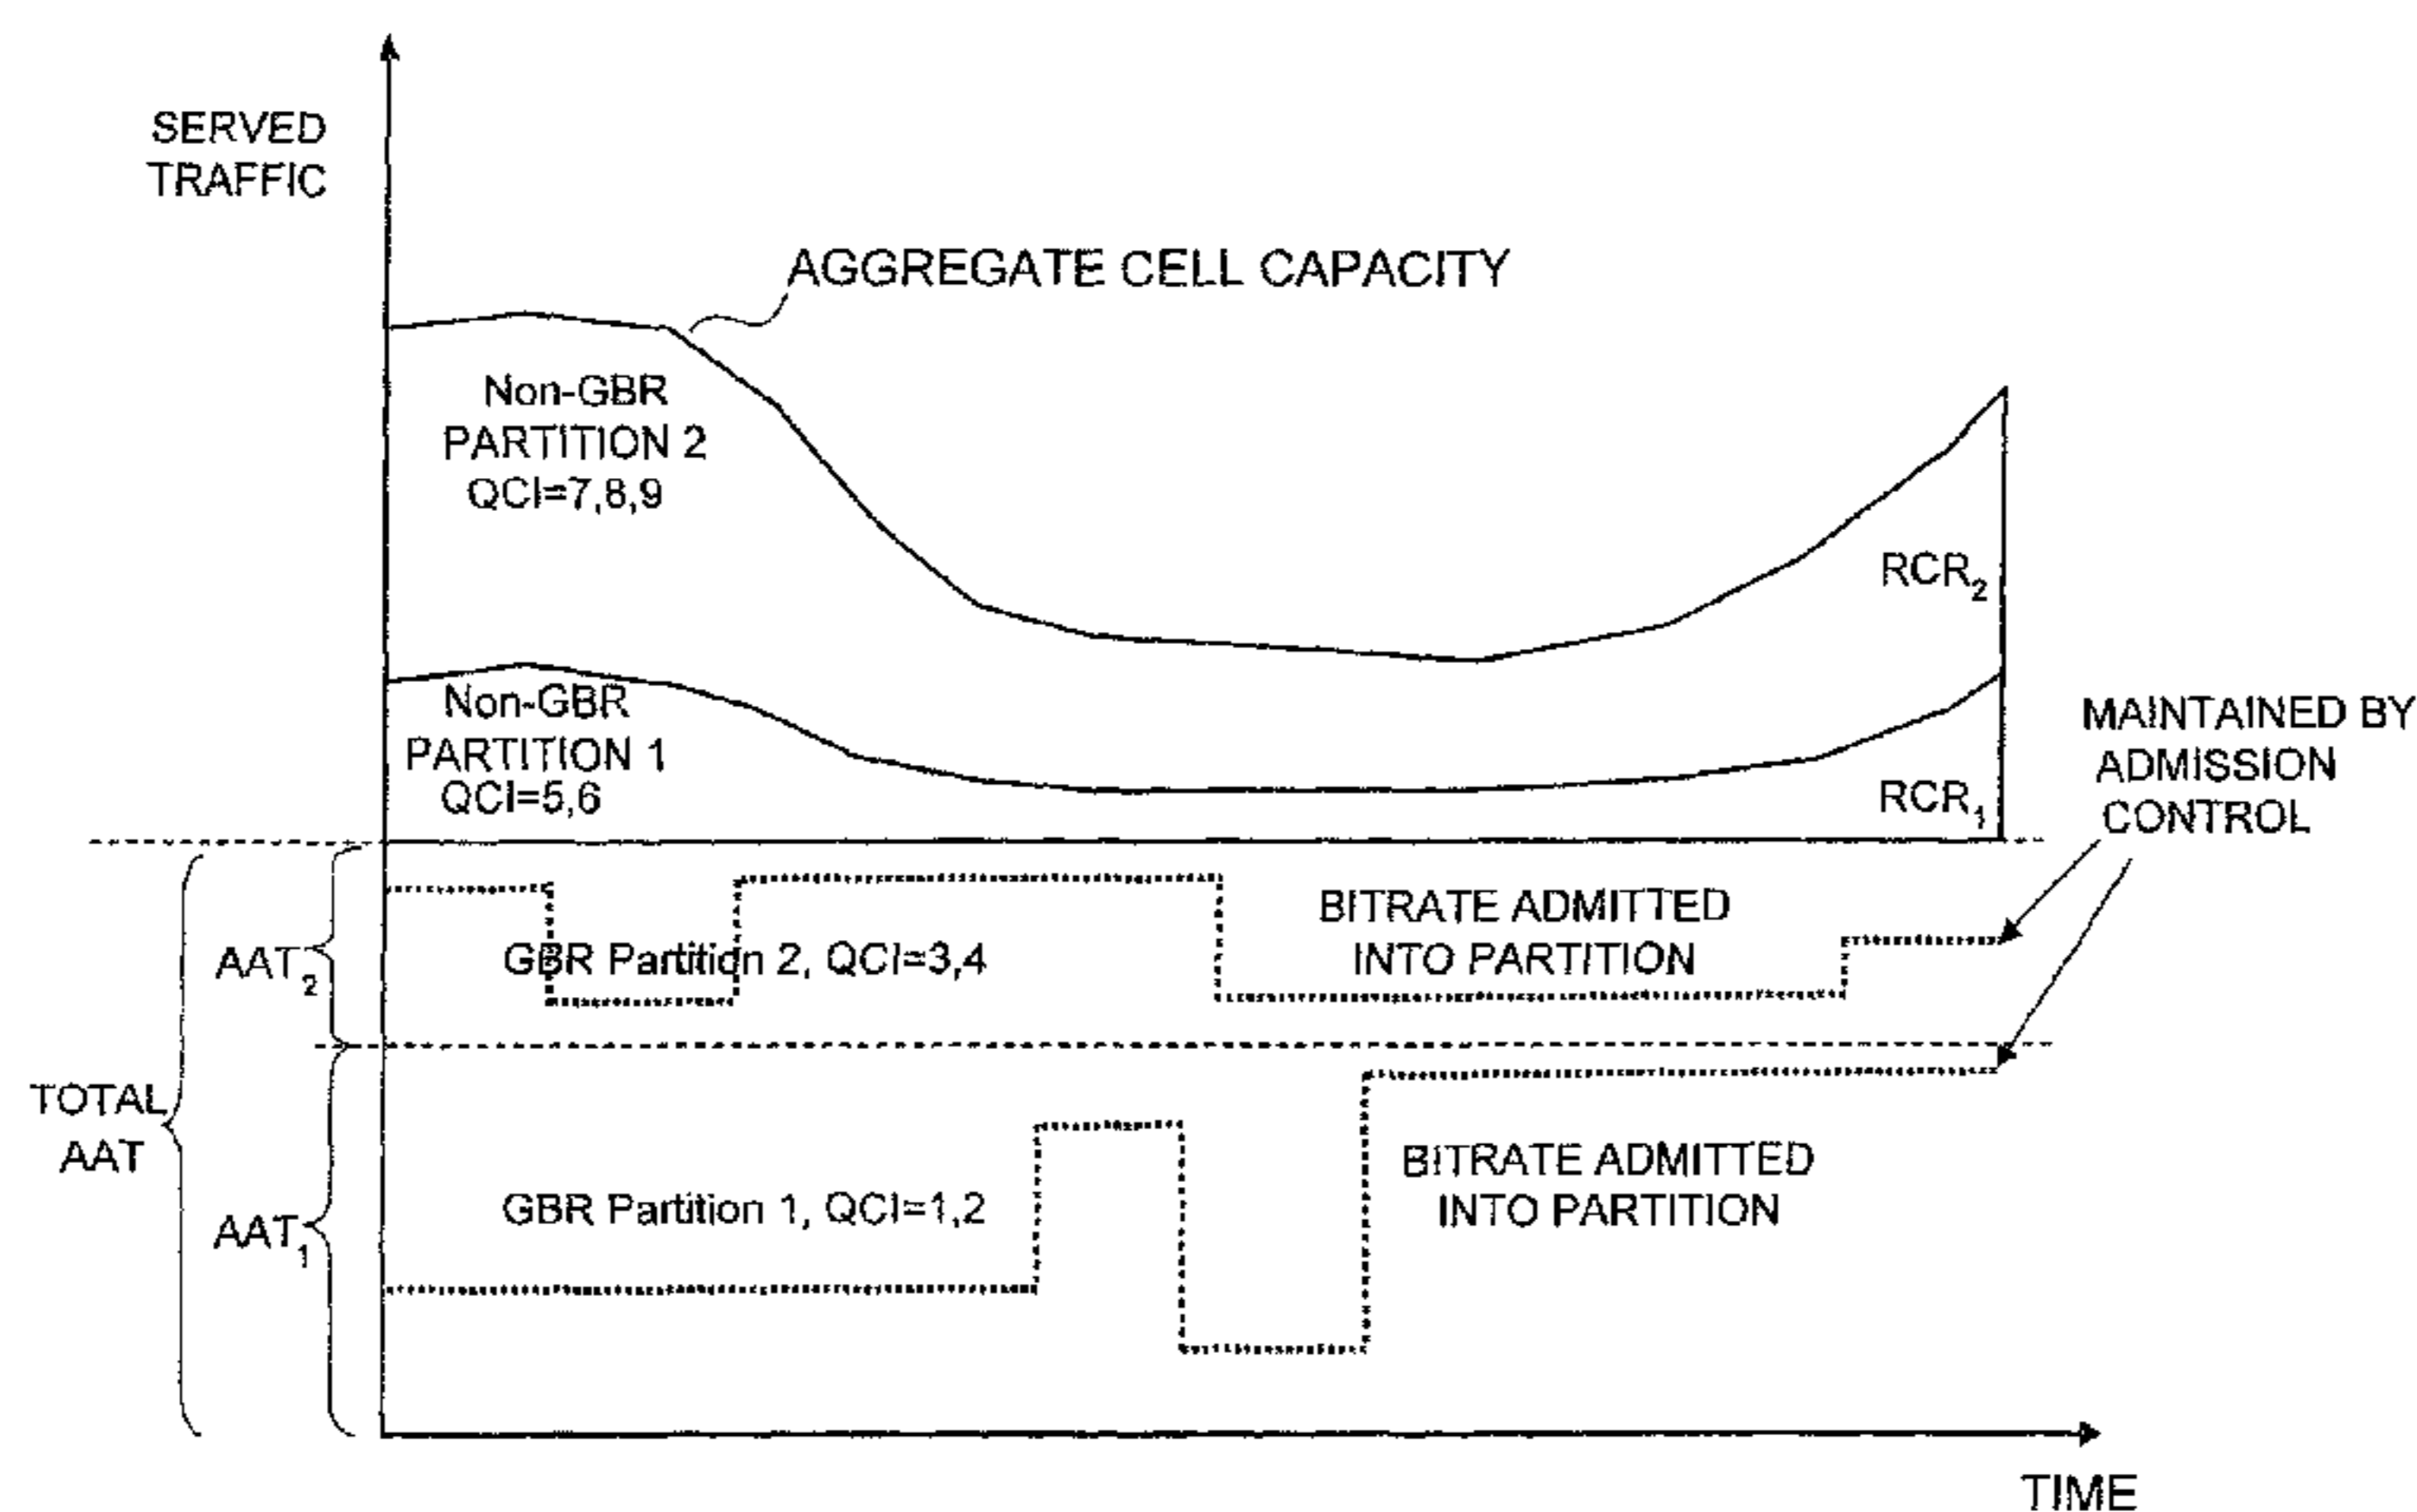 SERVED
TRAFFIC
AGGREGATE CELL CAPACITY
Non-GBR
PARTITION 2
QCI=7,8,9
RCR2
Non-GBR
PARTITION 1
QCI=5,6
RCR1
MAINTAINED BY
ADMISSION
CONTROL
AAT2
GBR Partition 2, QCI=3,4
BITRATE ADMITTED
INTO PARTITION
TOTAL
AAT
AAT1
GBR Partition 1, QCI=1,2
BITRATE ADMITTED
INTO PARTITION
TIME